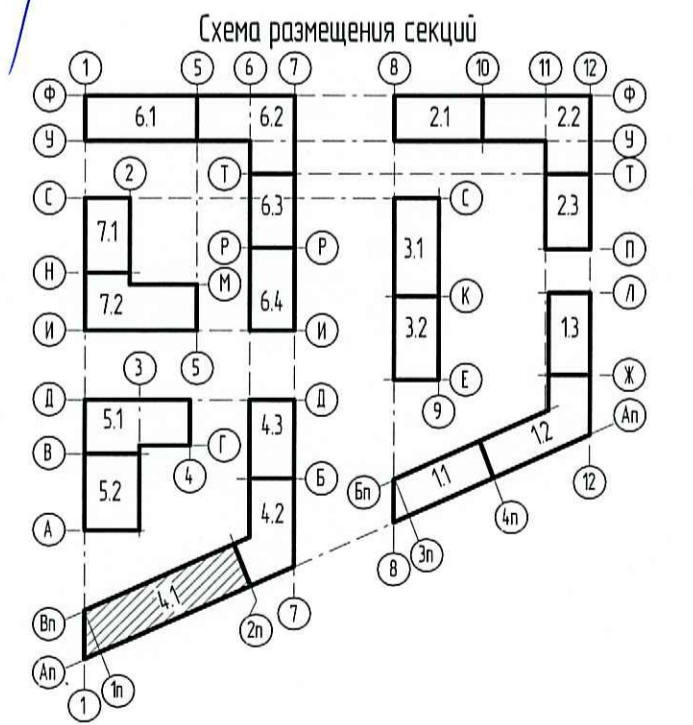 Схема размещения секций
1 5 6 7 8 10 11 12
Ф 6.1 6.2 2.1 2.2 Ф
У У
2 Т Т
С 7.1 6.3 С 2.3
3.1
Р Р П
Н М К Л
И 7.2 6.4 И 3.2 1.3
3 5 Е Ж
Д 5.1 4.3 Д 9 Ап
Г 1.2
В 4 Б Бп 1.1 12
5.2 4.2 4п
А 3п
8
4.1
Вп 2п 7
Ап 1п
1